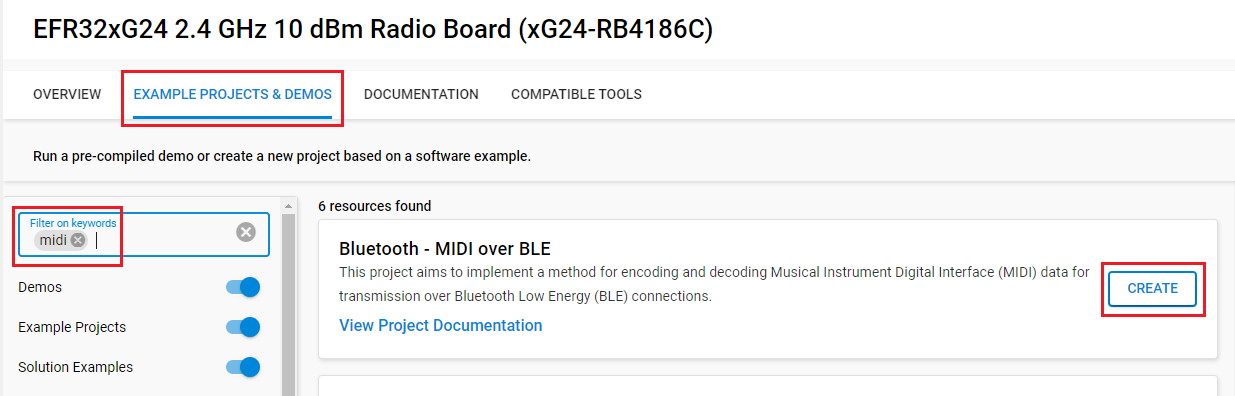 EFR32xG24 2.4 GHz 10 dBm Radio Board (xG24-RB4186C)
OVERVIEW EXAMPLE PROJECTS & DEMOS DOCUMENTATION COMPATIBLE TOOLS
Run a pre-compiled demo or create a new project based on a software example.
Filter on keywords
midi
Demos
Example Projects
Solution Examples
6 resources found
Bluetooth - MIDI over BLE
This project aims to implement a method for encoding and decoding Musical Instrument Digital Interface (MIDI) data for
transmission over Bluetooth Low Energy (BLE) connections.
View Project Documentation
CREATE